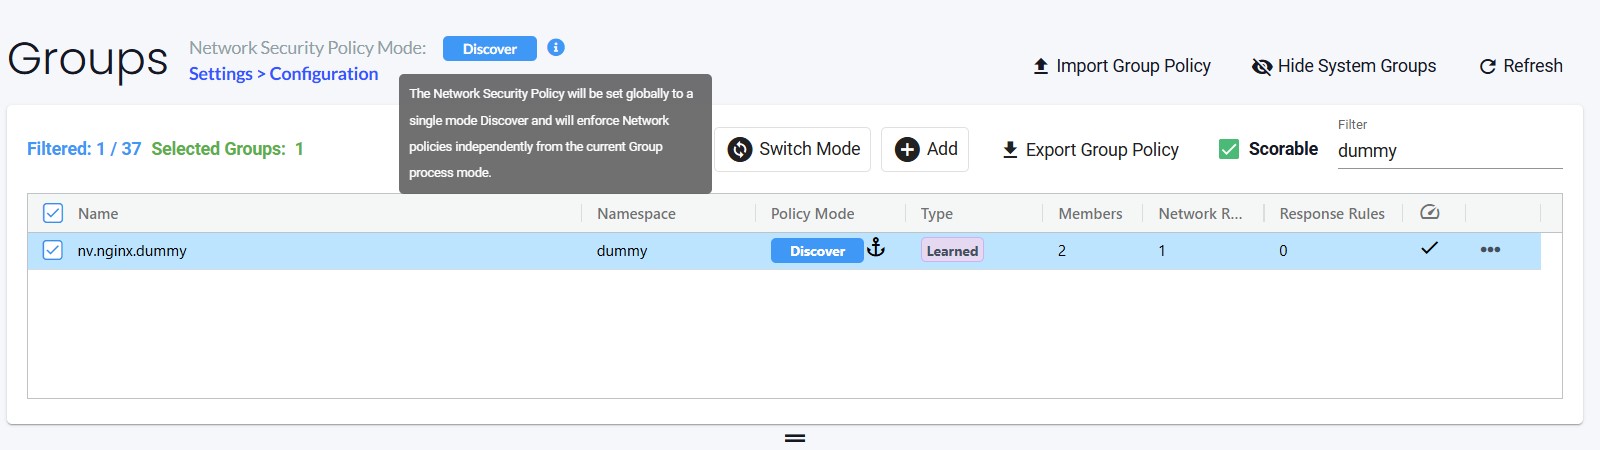 Groups
Network Security Policy Mode: Discover
Settings > Configuration
The Network Security Policy will be set globally to a
single mode Discover and will enforce Network
policies independently from the current Group
process mode.
Import Group Policy
Hide System Groups
Refresh
Filtered: 1 / 37 Selected Groups: 1
Switch Mode
Add
Export Group Policy
Scorable
Filter
dummy
Name Namespace Policy Mode Type Members Network R... Response Rules
nv.nginx.dummy dummy Discover Learned 2 1 0